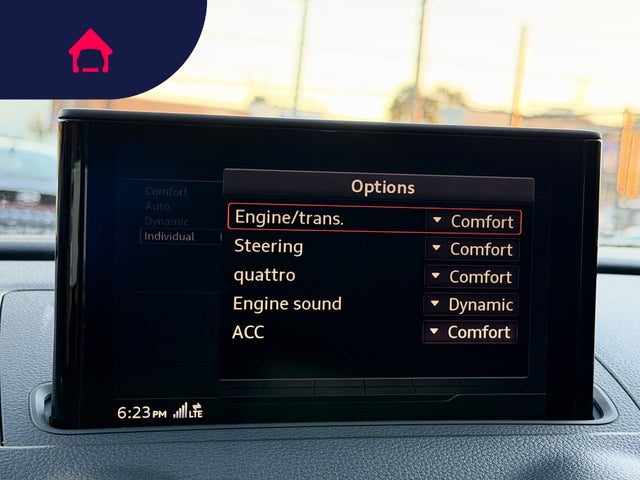 Options
Comfort
Auto
Dynamic
Individual
Engine/trans. Comfort
Steering Comfort
quattro Comfort
Engine sound Dynamic
ACC Comfort
6:23PM LTE